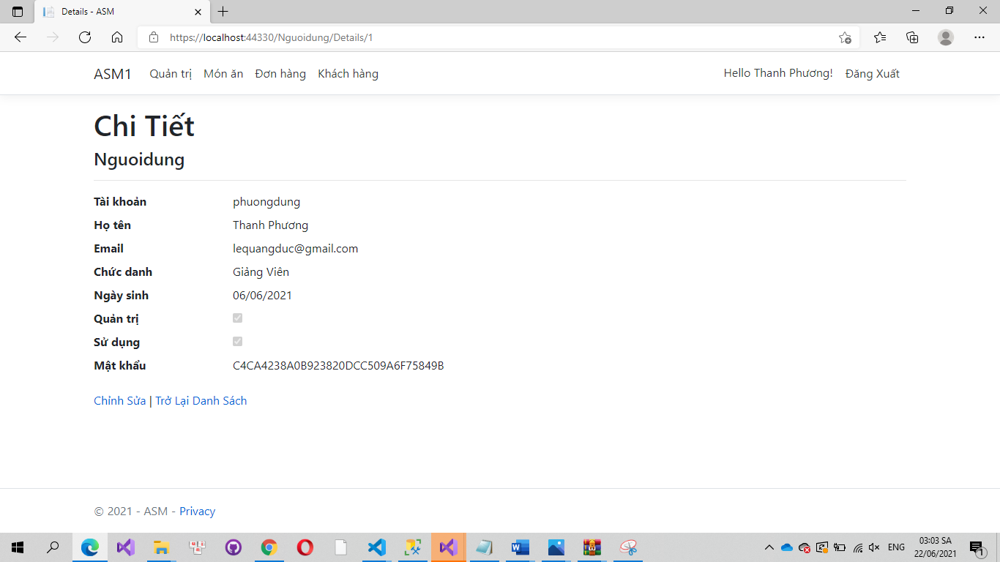 Details - ASM
https://localhost:44330/Nguoidung/Details/1
ASM1 Quản trị Món ăn Đơn hàng Khách hàng Hello Thanh Phương! Đăng Xuất
Chi Tiết
Nguoidung
Tài khoản phuongdung
Họ tên Thanh Phương
Email lequangduc@gmail.com
Chức danh Giảng Viên
Ngày sinh 06/06/2021
Quản trị
Sử dụng
Mật khẩu C4CA4238A0B923820DCC509A6F75849B
Chỉnh Sửa | Trở Lại Danh Sách
© 2021 - ASM - Privacy
ENG 03:03 SA
22/06/2021 1